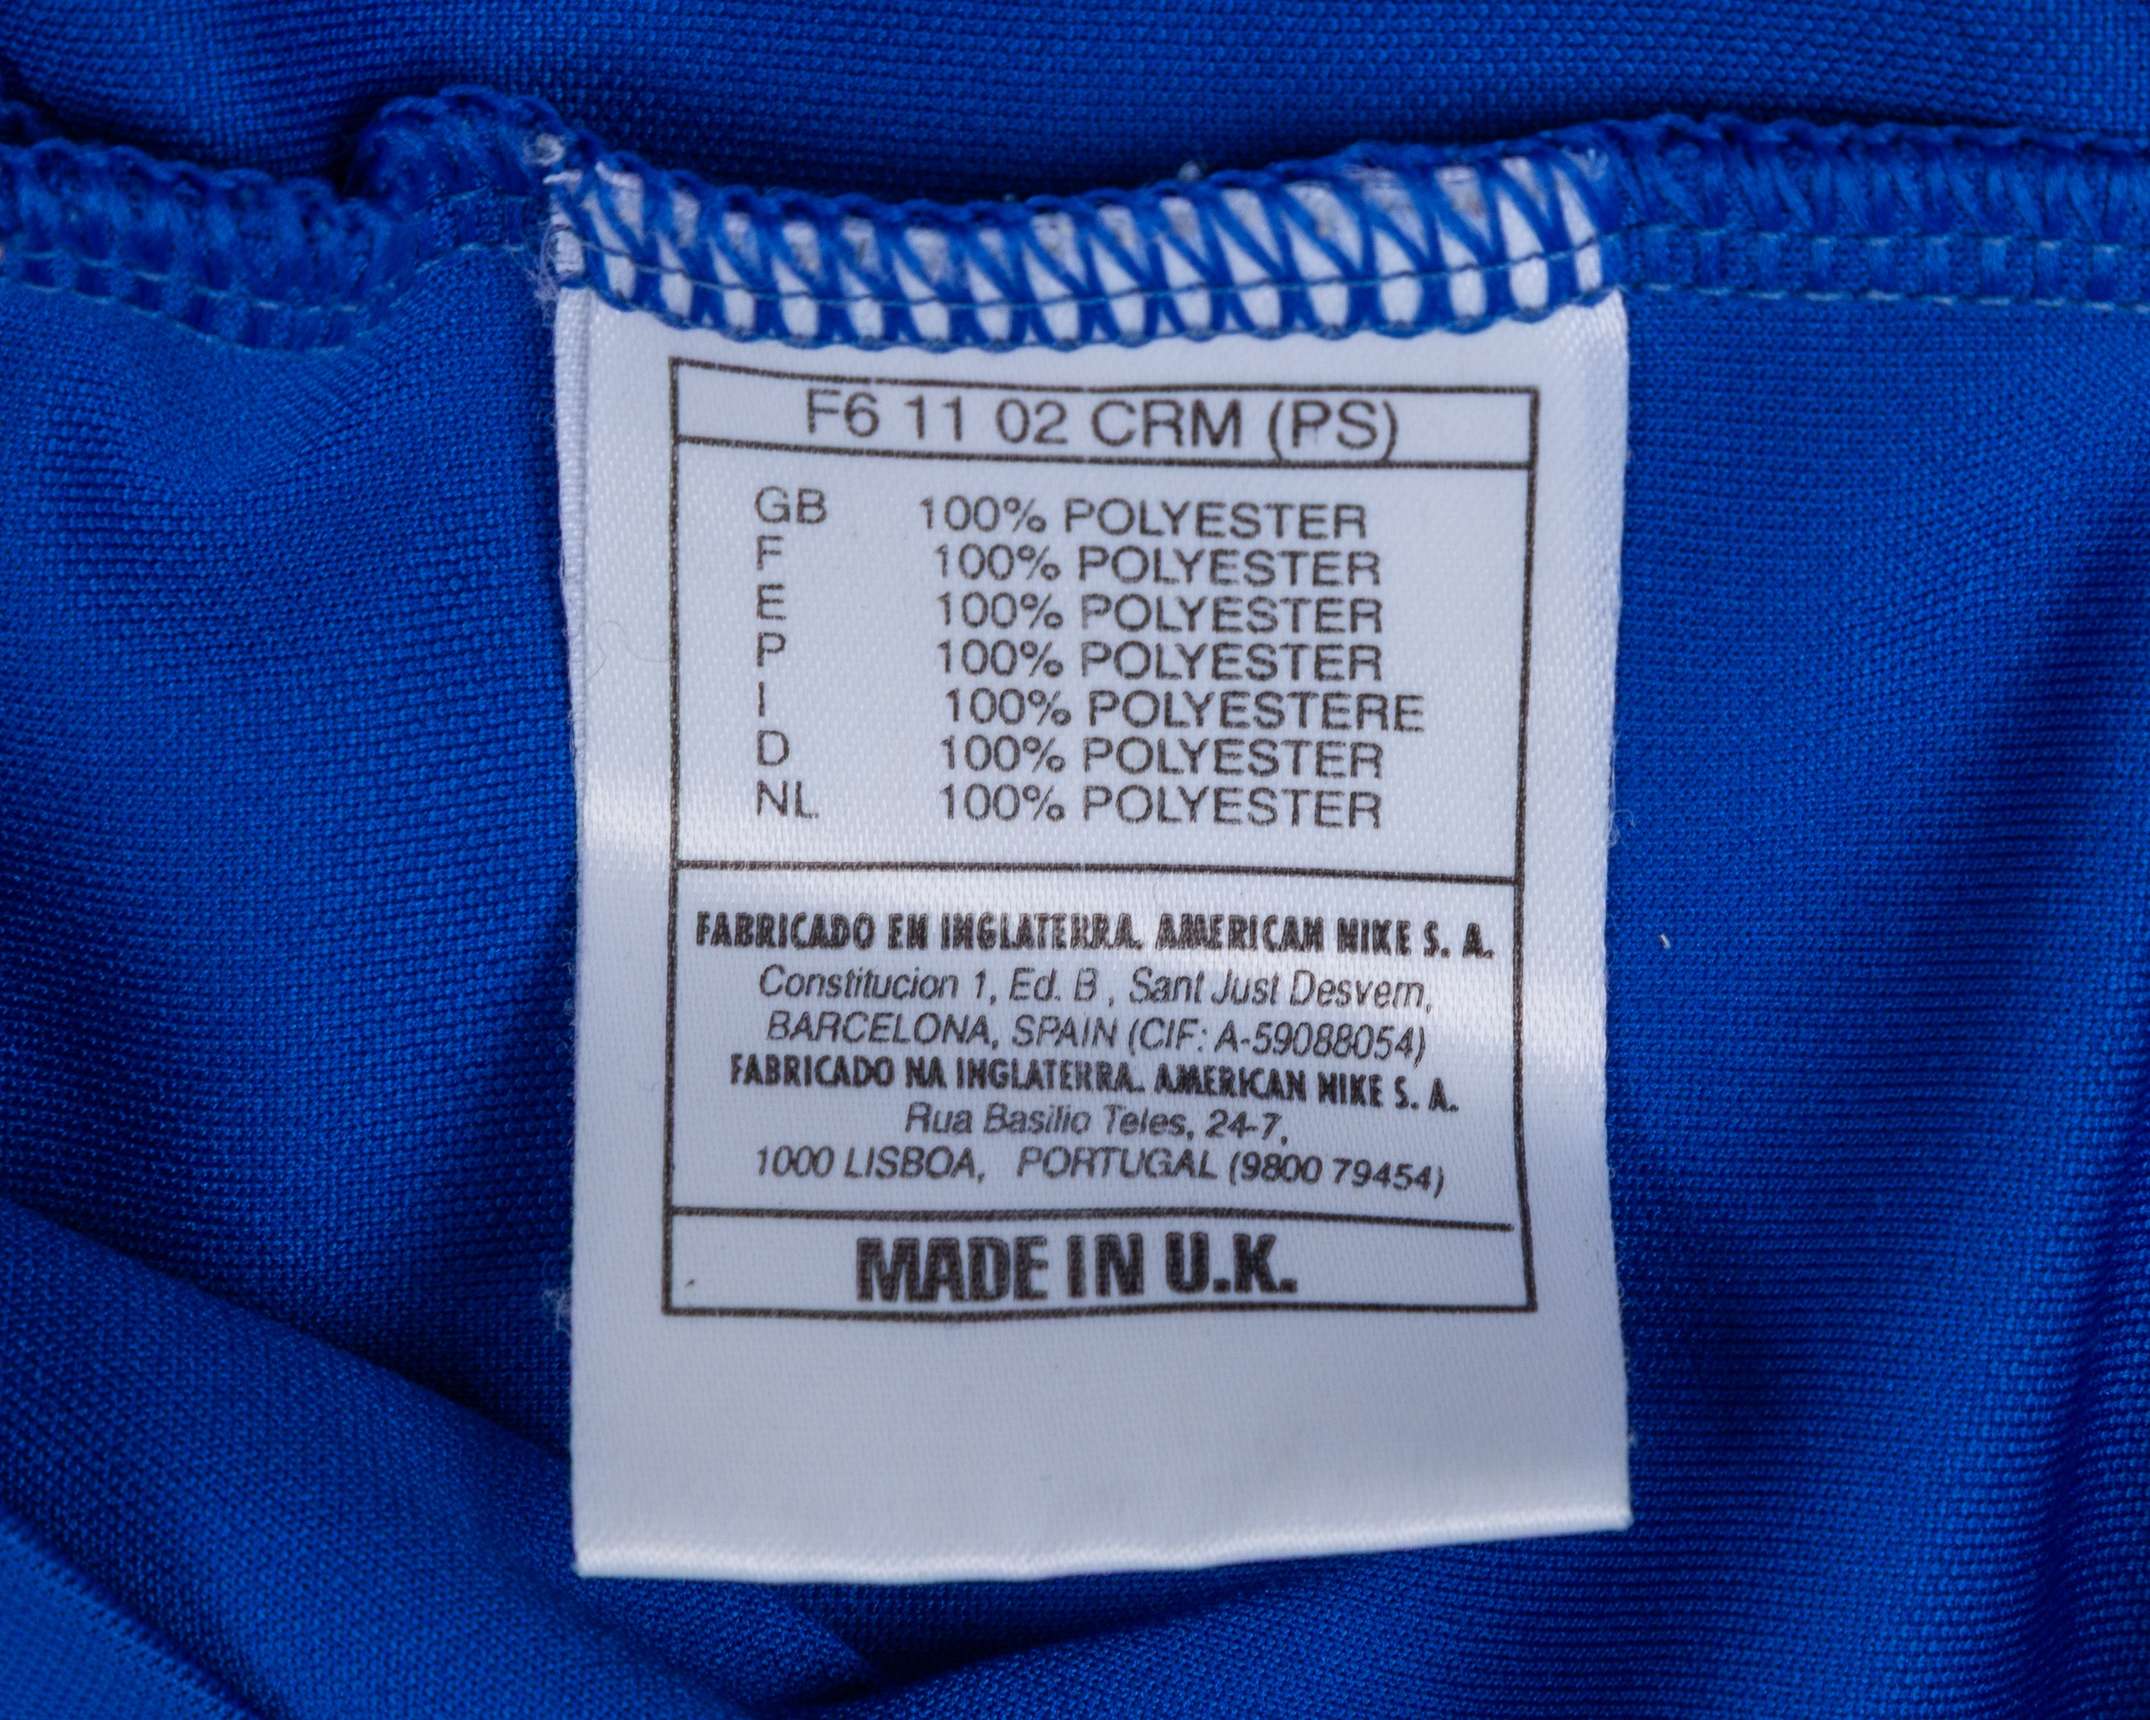 F6 11 02 CRM (PS)
GB 100% POLYESTER
F 100% POLYESTER
E 100% POLYESTER
P 100% POLYESTER
I 100% POLYESTERE
D 100% POLYESTER
NL 100% POLYESTER
FABRICADO EN INGLATERRA. AMERICAN NIKE S. A.
Constitucion 1, Ed. B , Sant Just Desvern,
BARCELONA, SPAIN (CIF: A-59088054)
FABRICADO NA INGLATERRA. AMERICAN NIKE S. A.
Rua Basilio Teles, 24-7,
1000 LISBOA, PORTUGAL (9800 79454)
MADE IN U.K.